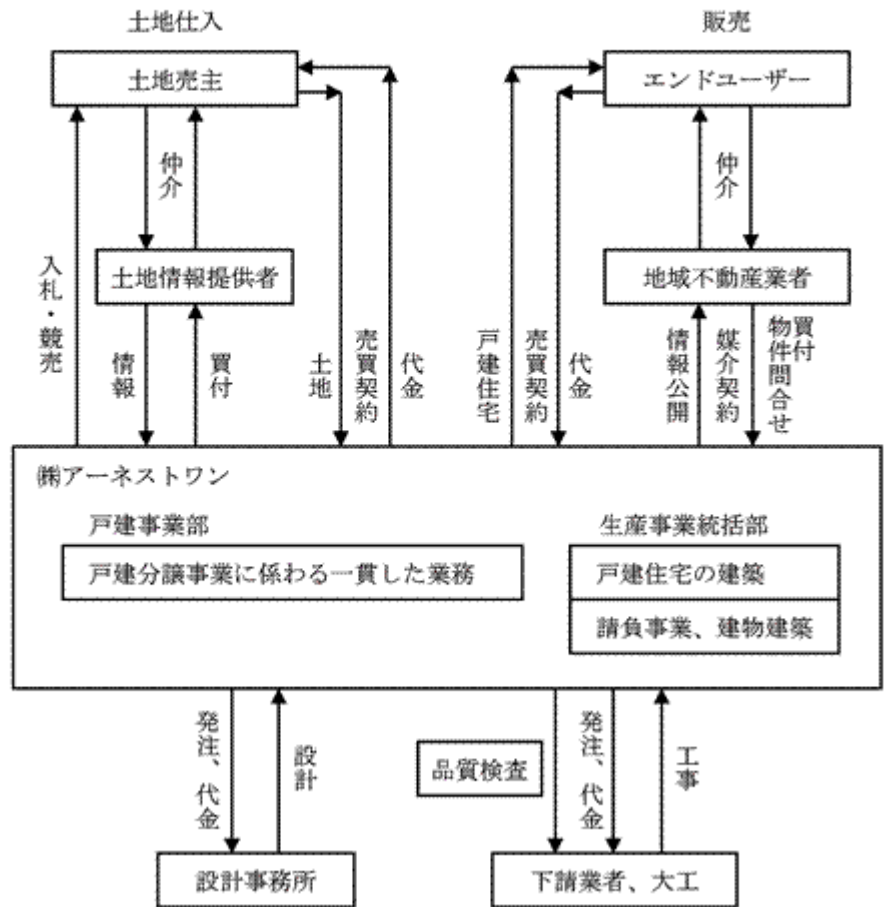 土地仕入
販売
土地売主
エンドユーザー
仲介
仲介
土地情報提供者
地域不動産業者
入札・競売
情報
買付
土地
売買契約
代金
戸建住宅
売買契約
代金
情報公開
媒介契約
買付
物件問合せ
㈱アーネストワン
戸建事業部
生産事業統括部
戸建分譲事業に係わる一貫した業務
戸建住宅の建築
請負事業、建物建築
発注、代金
設計
品質検査
発注、代金
工事
設計事務所
下請業者、大工